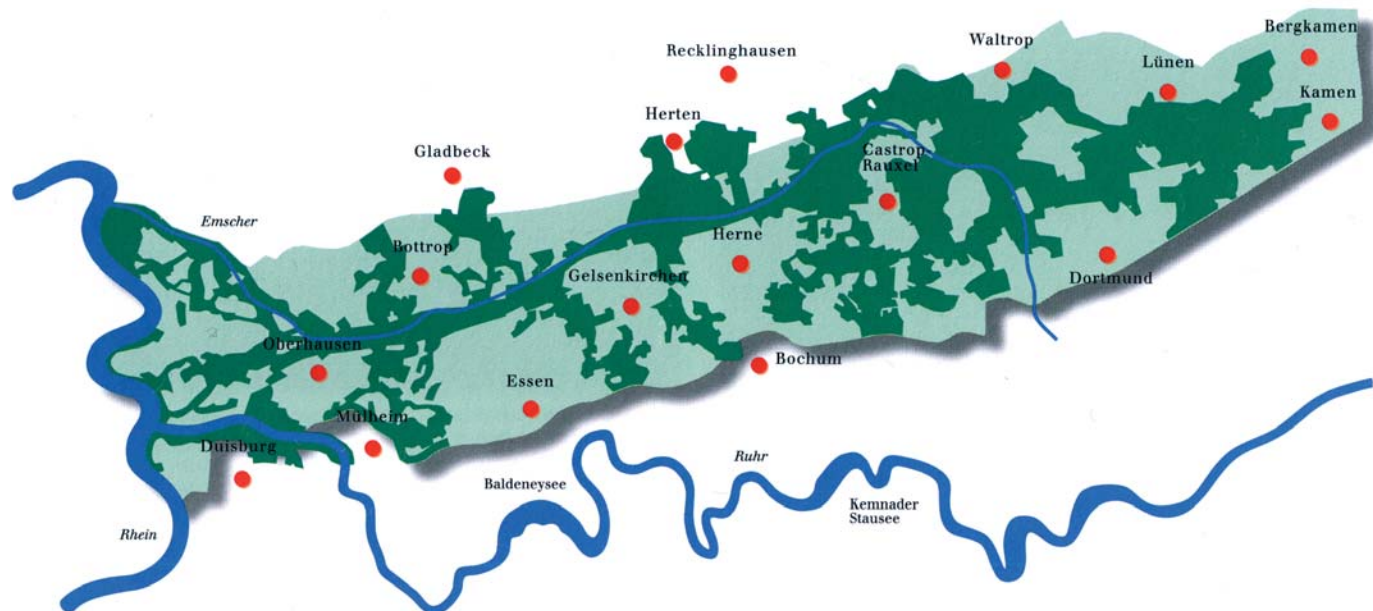 Bergkamen
Waltrop
Recklinghausen
Lünen
Kamen
Herten
Gladbeck
Castrop-
Rauxel
Emscher
Herne
Bottrop
Dortmund
Gelsenkirchen
Oberhausen
Bochum
Essen
Mülheim
Duisburg
Ruhr
Baldeneysee
Kemnader
Stausee
Rhein